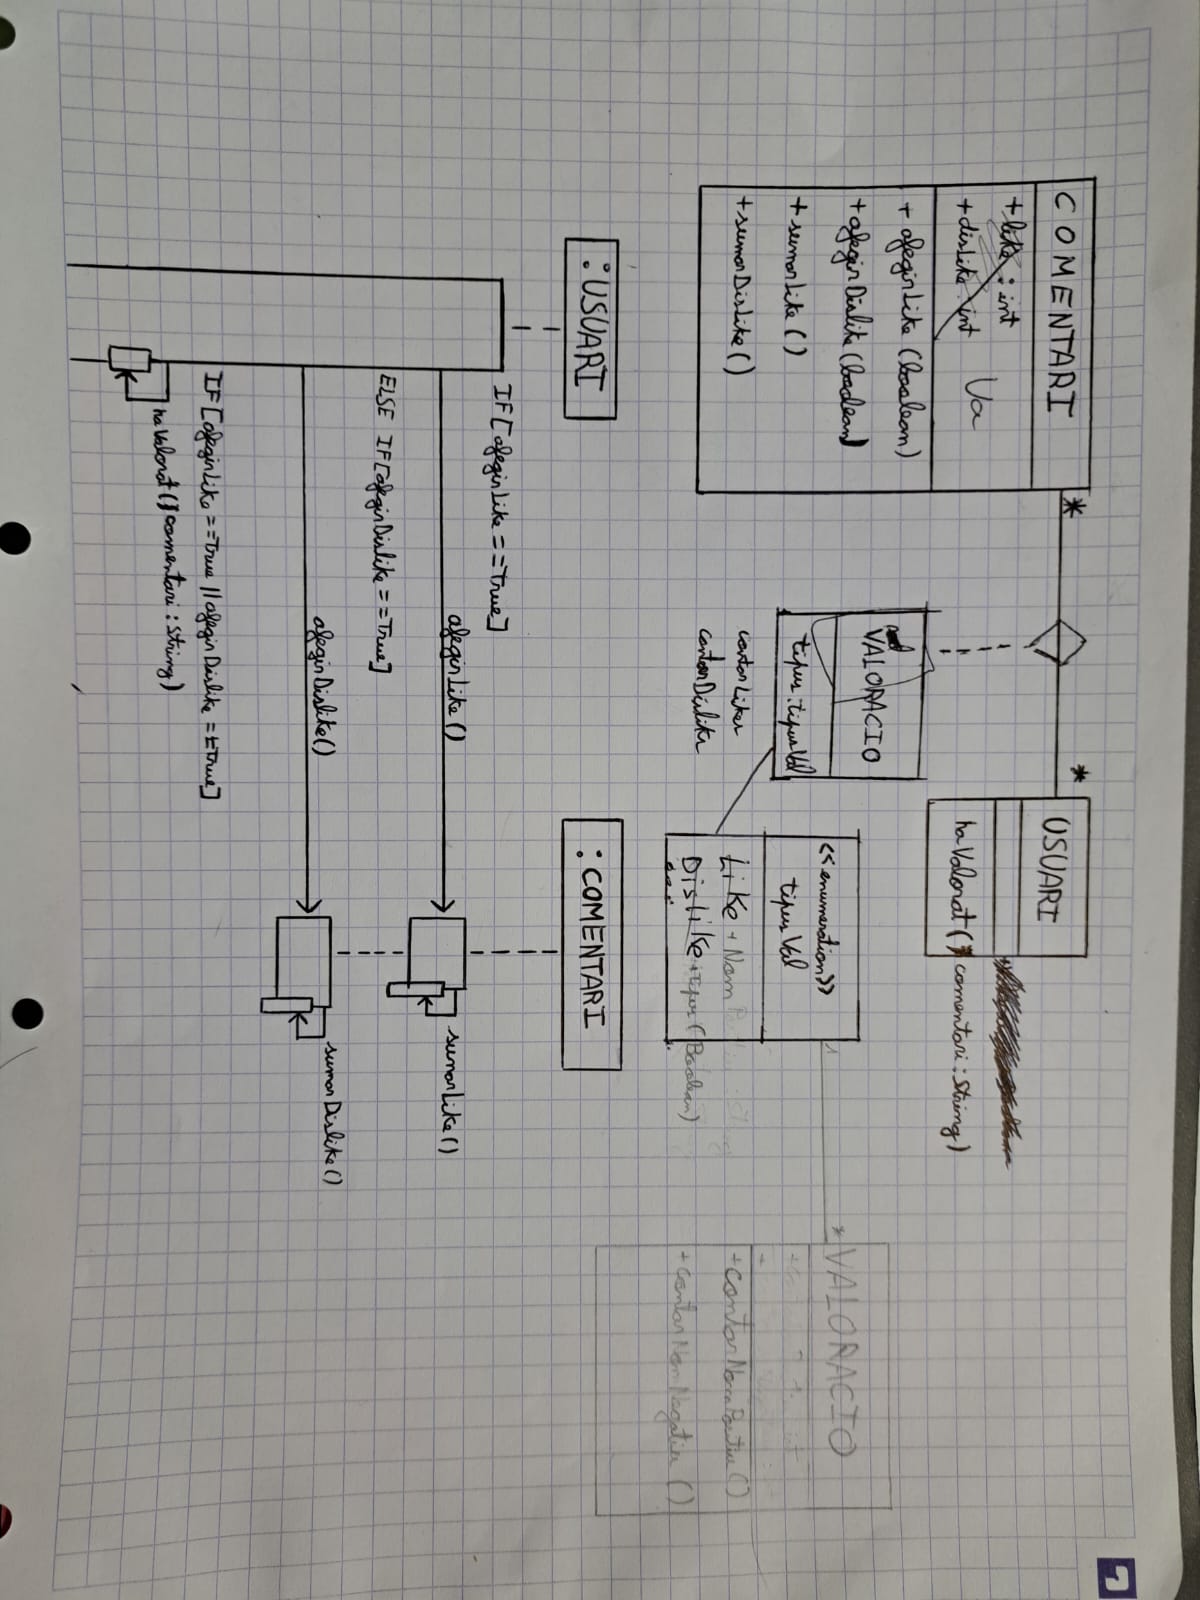 COMENTARI
+like: int
+dislike: int
Va
+afegirLike (boolean)
+afegirDislike (boolean)
+sumarLike ()
+sumarDislike ()
*
*
USUARI
haValorat( comentari: String)
VALORACIO
tipus: tipusVal
contarLikes
contarDislike
<<enumeration>>
tipusVal
Like + Nom
Dislike + tipus (Boolean)
1
* VALORACIO
+ contarNomPositiu ()
+ contarNomNegatiu ()
:USUARI
:COMENTARI
IF [afegirLike == True]
afegirLike ()
sumarLike ()
ELSE IF [afegirDislike == True]
afegirDislike()
sumarDislike ()
IF [afegirLike == True || afegirDislike == True]
haValorat() comentari: String)